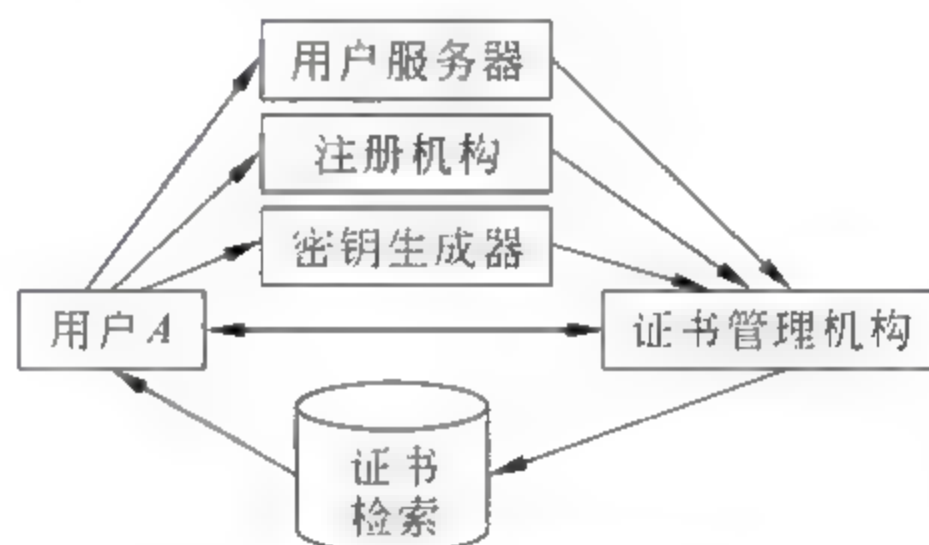 用户服务器
注册机构
密钥生成器
用户A
证书管理机构
证书
检索